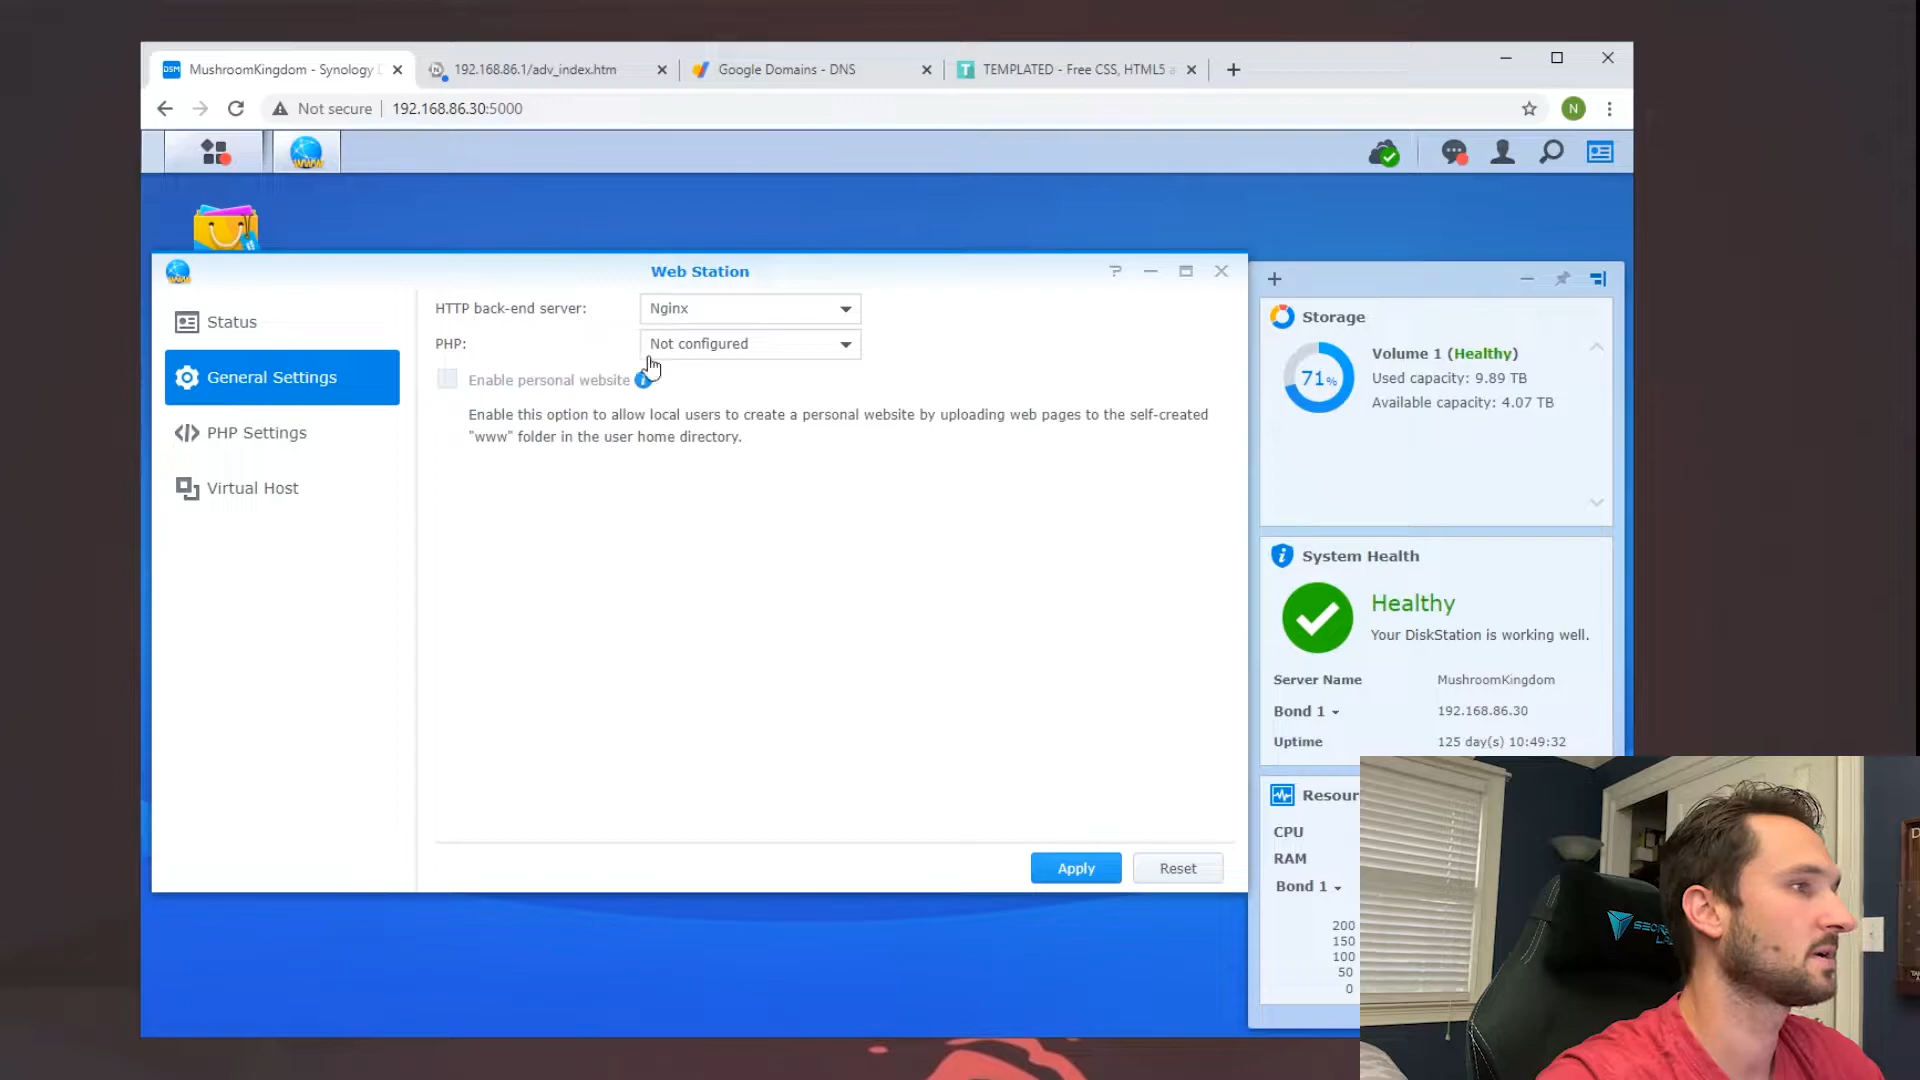 MushroomKingdom - Synology D
192.168.86.1/adv_index.htm
Google Domains - DNS
TEMPLATED - Free CSS, HTML5 a
Not secure
192.168.86.30:5000
N
Web Station
Status
General Settings
PHP Settings
Virtual Host
HTTP back-end server:
Nginx
PHP:
Not configured
Enable personal website
Enable this option to allow local users to create a personal website by uploading web pages to the self-created
"www" folder in the user home directory.
Apply
Reset
Storage
71%
Volume 1 (Healthy)
Used capacity: 9.89 TB
Available capacity: 4.07 TB
System Health
Healthy
Your DiskStation is working well.
Server Name
MushroomKingdom
Bond 1
192.168.86.30
Uptime
125 day(s) 10:49:32
Resour
CPU
RAM
Bond 1
200
150
100
50
0